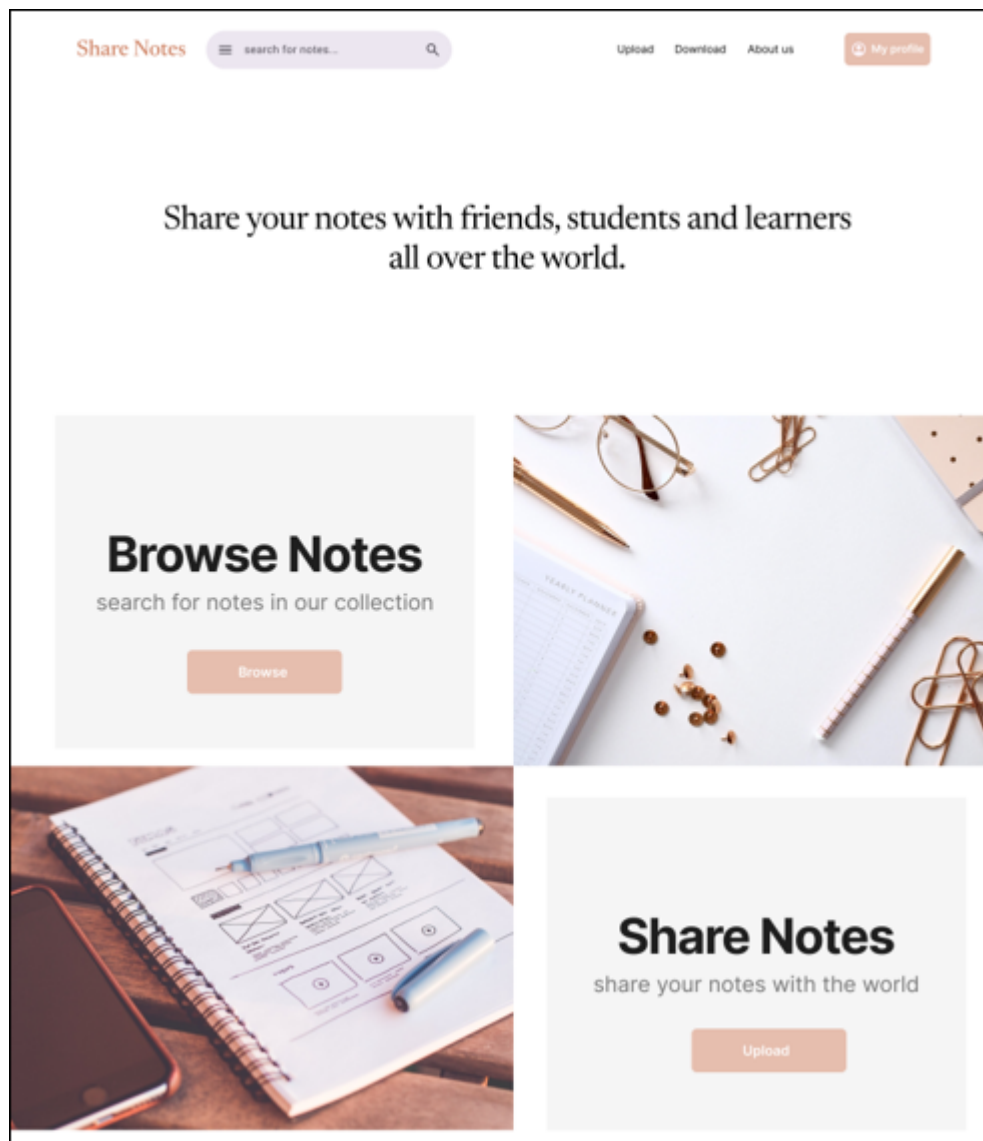 Share Notes
search for notes...
Upload
Download
About us
My profile
Share your notes with friends, students and learners
all over the world.
Browse Notes
search for notes in our collection
Browse
YEARLY PLANNER
Share Notes
share your notes with the world
Upload